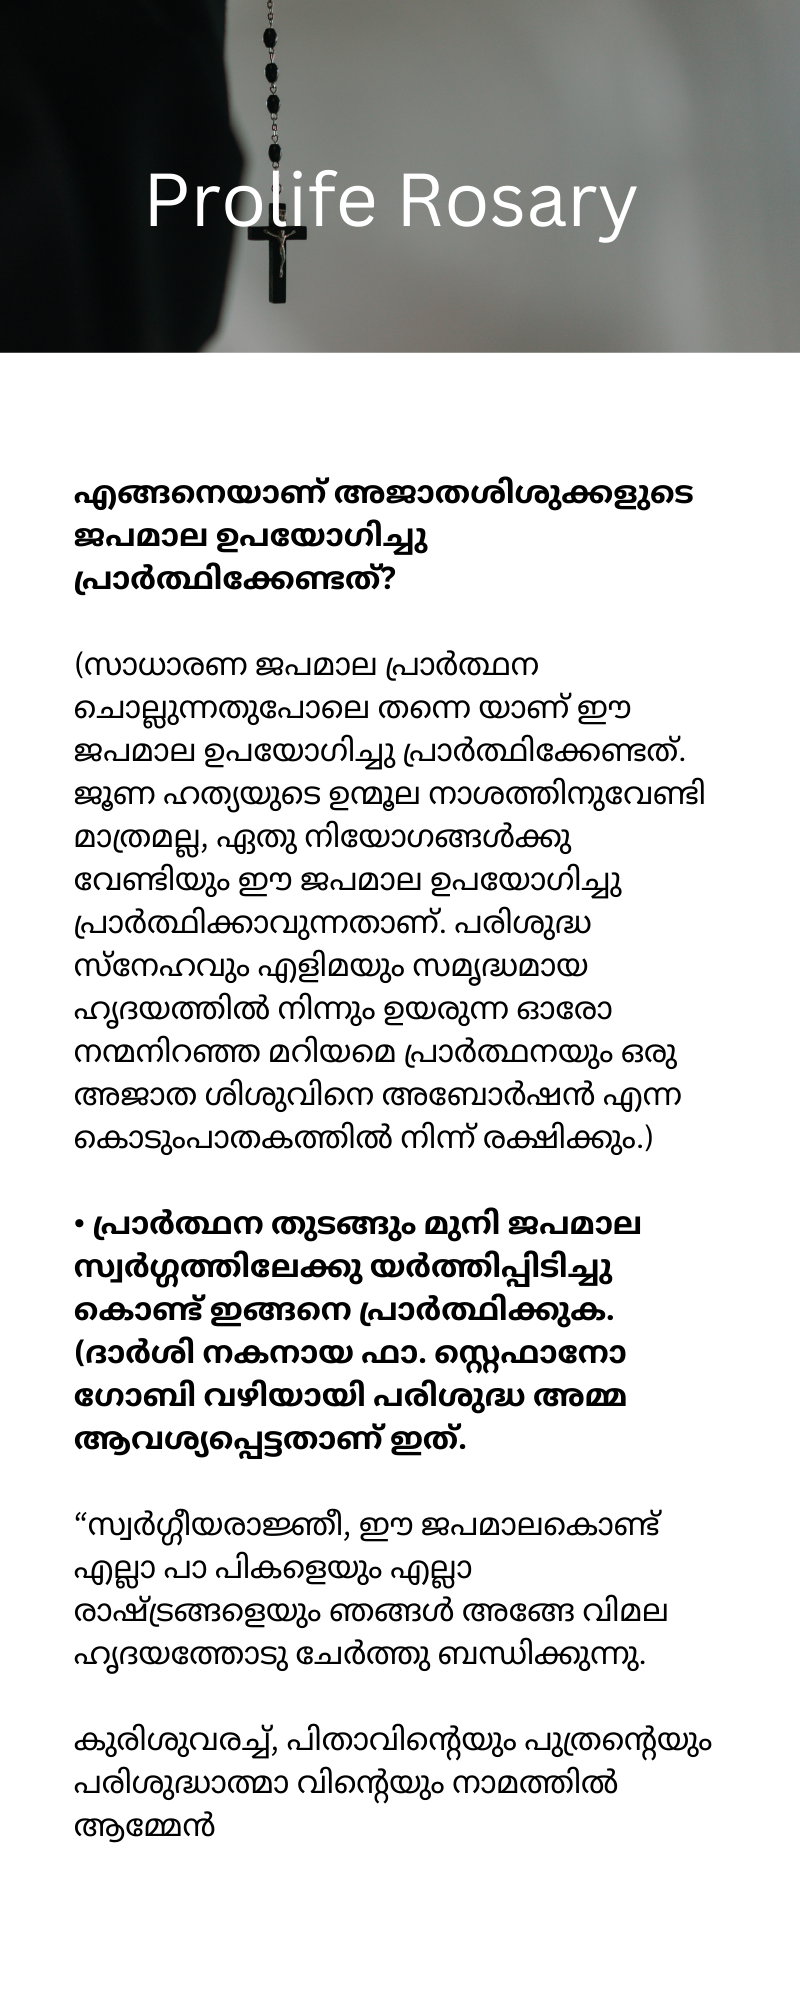 Prolife Rosary
എങ്ങനെയാണ് അജാതശിശുക്കളുടെ
ജപമാല ഉപയോഗിച്ചു
പ്രാർത്ഥിക്കേണ്ടത്?
(സാധാരണ ജപമാല പ്രാർത്ഥന
ചൊല്ലുന്നതുപോലെ തന്നെ യാണ് ഈ
ജപമാല ഉപയോഗിച്ചു പ്രാർത്ഥിക്കേണ്ടത്.
ജൂണ ഹത്യയുടെ ഉന്മൂല നാശത്തിനുവേണ്ടി
മാത്രമല്ല, ഏതു നിയോഗങ്ങൾക്കു
വേണ്ടിയും ഈ ജപമാല ഉപയോഗിച്ചു
പ്രാർത്ഥിക്കാവുന്നതാണ്. പരിശുദ്ധ
സ്നേഹവും എളിമയും സമൃദ്ധമായ
ഹൃദയത്തിൽ നിന്നും ഉയരുന്ന ഓരോ
നന്മനിറഞ്ഞ മറിയമെ പ്രാർത്ഥനയും ഒരു
അജാത ശിശുവിനെ അബോർഷൻ എന്ന
കൊടുംപാതകത്തിൽ നിന്ന് രക്ഷിക്കും.)
• പ്രാർത്ഥന തുടങ്ങും മുനി ജപമാല
സ്വർഗ്ഗത്തിലേക്കു യർത്തിപ്പിടിച്ചു
കൊണ്ട് ഇങ്ങനെ പ്രാർത്ഥിക്കുക.
(ദാർശി നകനായ ഫാ. സ്റ്റെഫാനോ
ഗോബി വഴിയായി പരിശുദ്ധ അമ്മ
ആവശ്യപ്പെട്ടതാണ് ഇത്.
“സ്വർഗ്ഗീയരാജ്ഞീ, ഈ ജപമാലകൊണ്ട്
എല്ലാ പാ പികളെയും എല്ലാ
രാഷ്ട്രങ്ങളെയും ഞങ്ങൾ അങ്ങേ വിമല
ഹൃദയത്തോടു ചേർത്തു ബന്ധിക്കുന്നു.
കുരിശുവരച്ച്, പിതാവിന്റെയും പുത്രന്റെയും
പരിശുദ്ധാത്മാ വിന്റെയും നാമത്തിൽ
ആമ്മേൻ